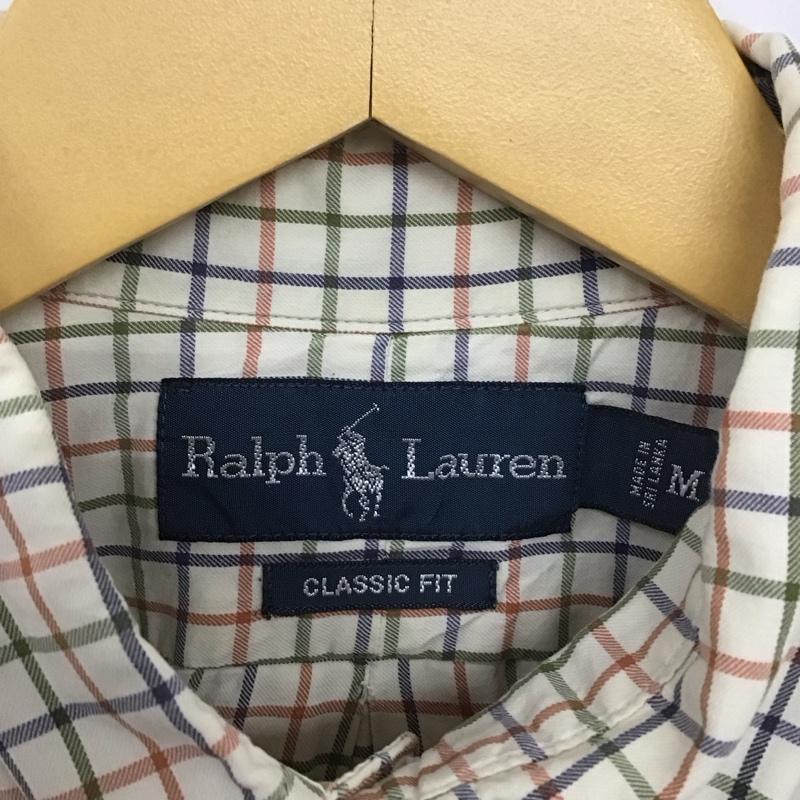 Ralph Lauren
MADE IN
SRI LANKA
M
CLASSIC FIT